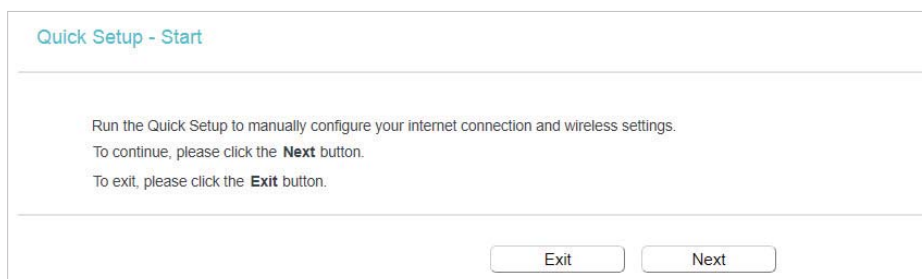 Quick Setup - Start
Run the Quick Setup to manually configure your internet connection and wireless settings.
To continue, please click the Next button.
To exit, please click the Exit button.
Exit Next